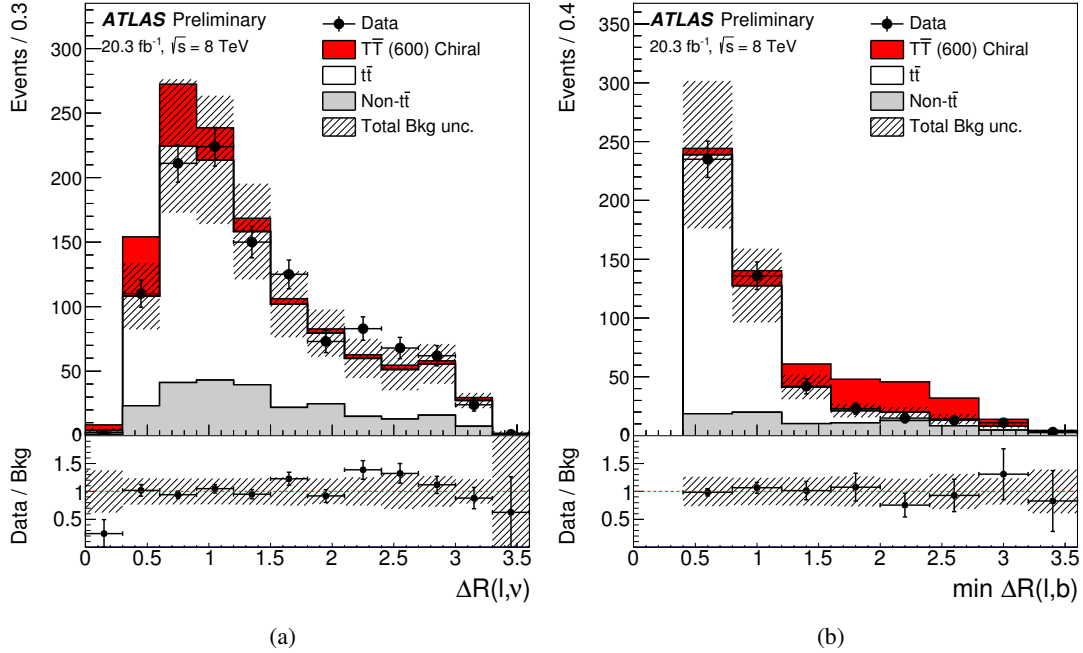 ATLAS Preliminary
20.3 fb⁻¹, √s = 8 TeV
Data
TT̅ (600) Chiral
tt̅
Non-tt̅
Total Bkg unc.
Events / 0.3
300
250
200
150
100
50
0
Data / Bkg
1.5
1
0.5
0 0.5 1 1.5 2 2.5 3 3.5
ΔR(l,ν)
(a)
ATLAS Preliminary
20.3 fb⁻¹, √s = 8 TeV
Data
TT̅ (600) Chiral
tt̅
Non-tt̅
Total Bkg unc.
Events / 0.4
350
300
250
200
150
100
50
0
Data / Bkg
1.5
1
0.5
0 0.5 1 1.5 2 2.5 3 3.5
min ΔR(l,b)
(b)